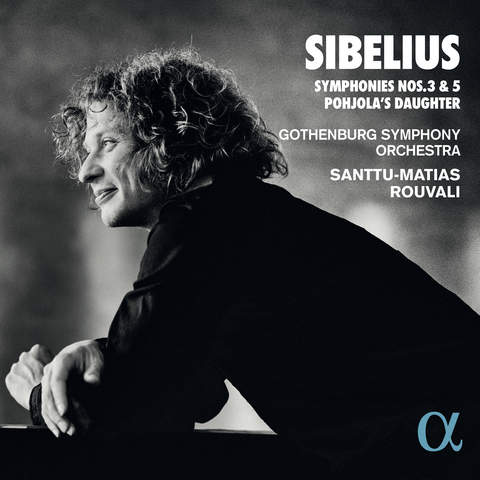 SIBELIUS
SYMPHONIES NOS.3 & 5
POHJOLA'S DAUGHTER
GOTHENBURG SYMPHONY
ORCHESTRA
SANTTU-MATIAS
ROUVALI
α